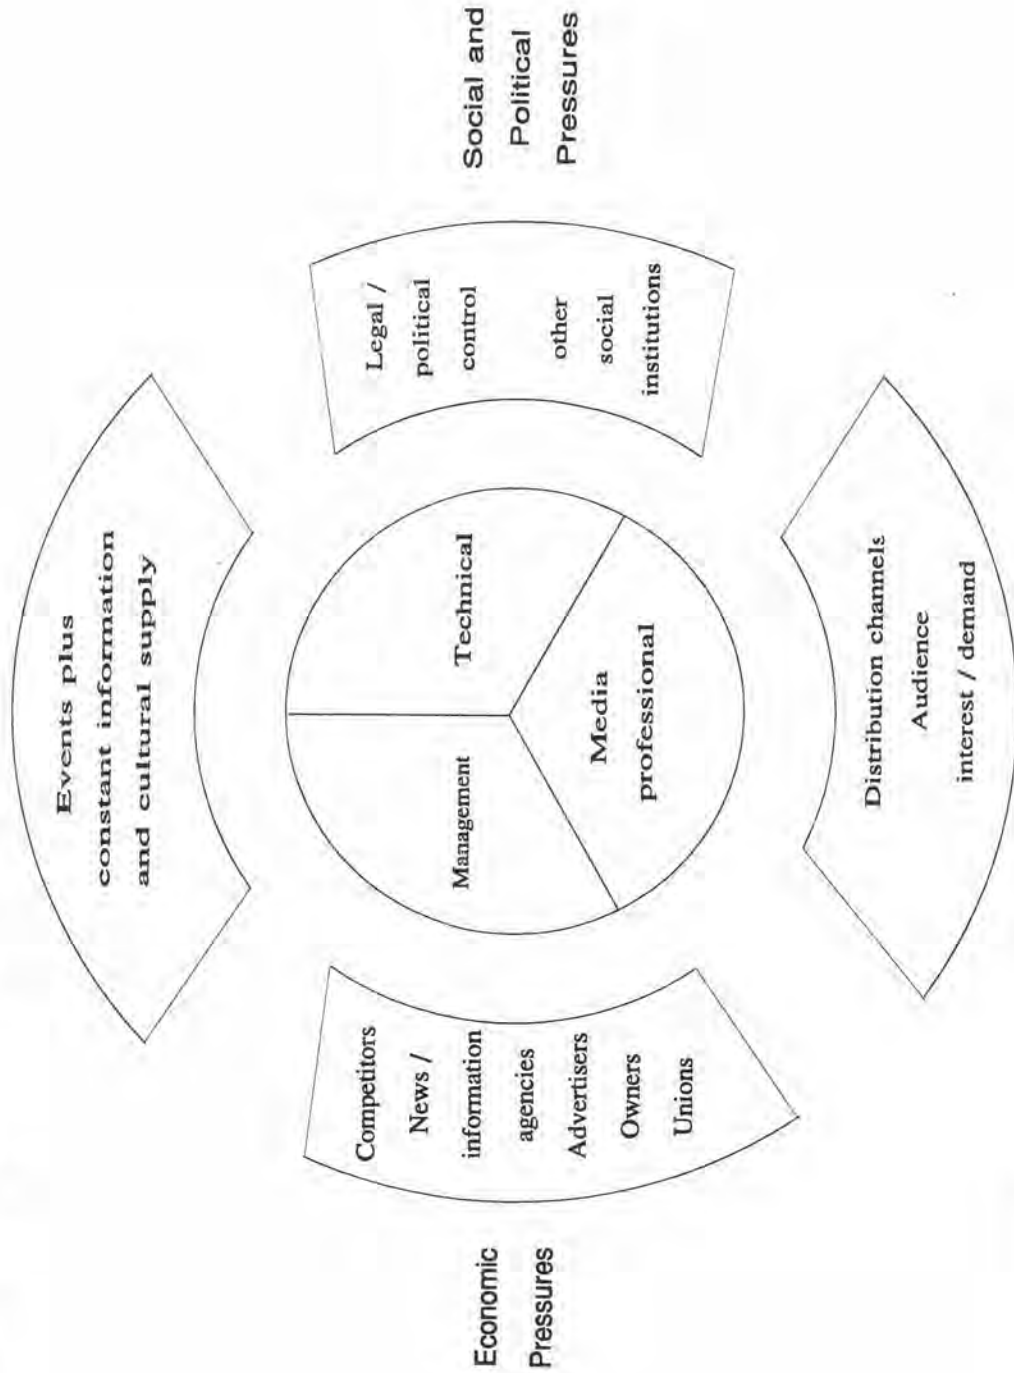 Events plus
constant information
and cultural supply
Economic
Pressures
Competitors
News /
information
agencies
Advertisers
Owners
Unions
Management
Technical
Media
professional
Legal /
political
control
other
social
institutions
Social and
Political
Pressures
Distribution channels
Audience
interest / demand